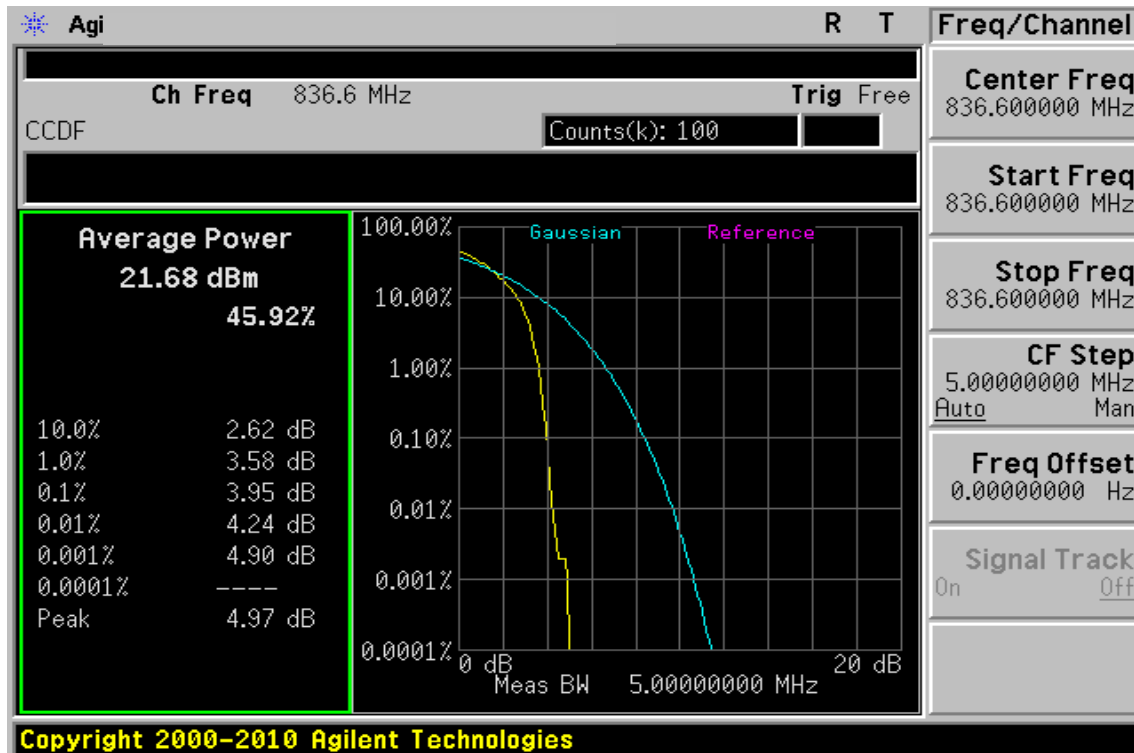 Agi R T
Ch Freq 836.6 MHz Trig Free
CCDF Counts(k): 100
Average Power
21.68 dBm
45.92%
10.0% 2.62 dB
1.0% 3.58 dB
0.1% 3.95 dB
0.01% 4.24 dB
0.001% 4.90 dB
0.0001% ----
Peak 4.97 dB
Gaussian Reference
100.00%
10.00%
1.00%
0.10%
0.01%
0.001%
0.0001%
0 dB 20 dB
Meas BW 5.00000000 MHz
Freq/Channel
Center Freq
836.600000 MHz
Start Freq
836.600000 MHz
Stop Freq
836.600000 MHz
CF Step
5.00000000 MHz
Auto Man
Freq Offset
0.00000000 Hz
Signal Track
On Off
Copyright 2000-2010 Agilent Technologies